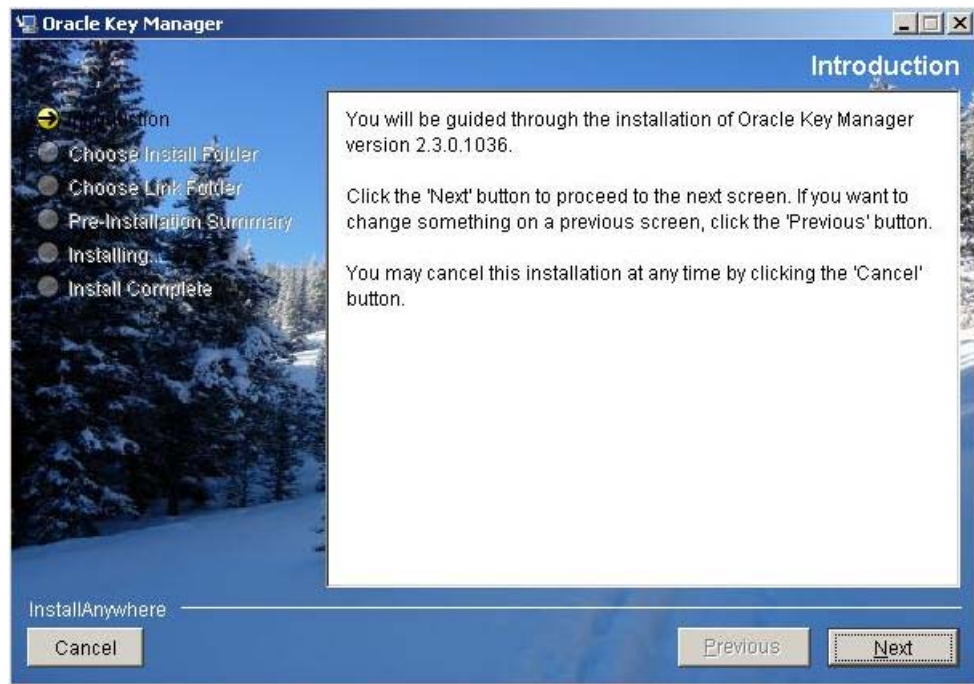 Oracle Key Manager
Introduction
Introduction
Choose Install Folder
Choose Link Folder
Pre-Installation Summary
Installing...
Install Complete
You will be guided through the installation of Oracle Key Manager
version 2.3.0.1036.
Click the 'Next' button to proceed to the next screen. If you want to
change something on a previous screen, click the 'Previous' button.
You may cancel this installation at any time by clicking the 'Cancel'
button.
InstallAnywhere
Cancel
Previous
Next